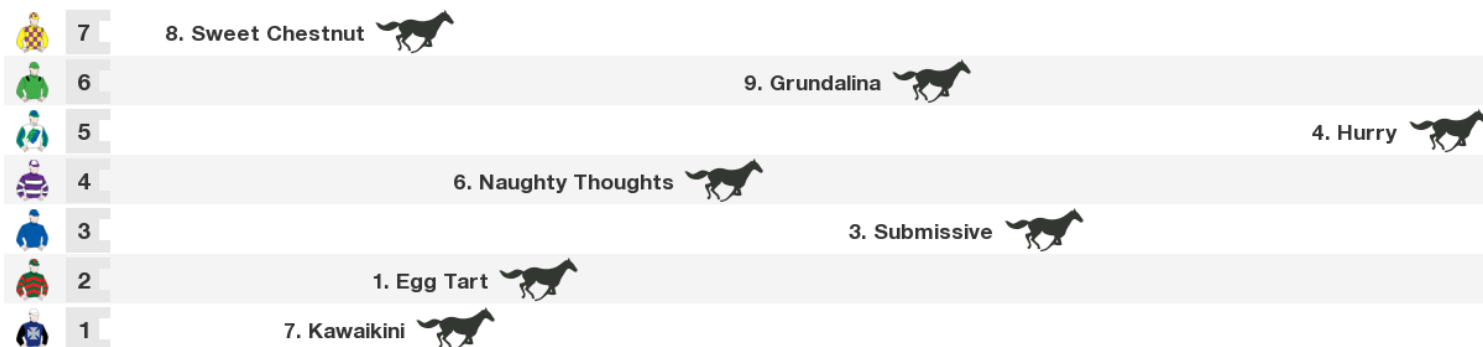 7 8. Sweet Chestnut
6 9. Grundalina
5 4. Hurry
4 6. Naughty Thoughts
3 3. Submissive
2 1. Egg Tart
1 7. Kawaikini